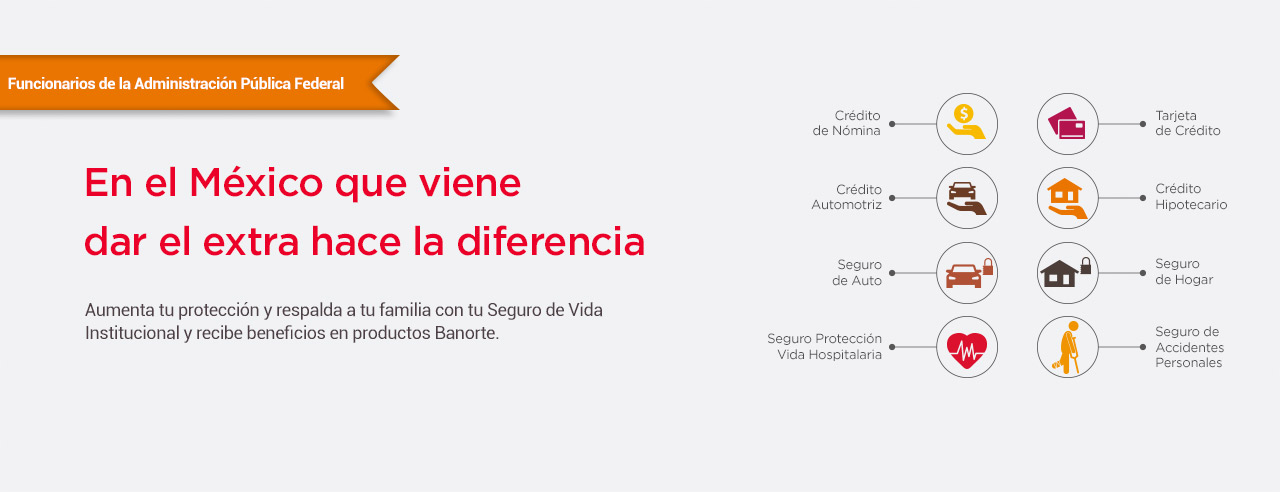 Funcionarios de la Administración Pública Federal
En el México que viene
dar el extra hace la diferencia
Aumenta tu protección y respalda a tu familia con tu Seguro de Vida
Institucional y recibe beneficios en productos Banorte.
Crédito
de Nómina
Tarjeta
de Crédito
Crédito
Automotriz
Crédito
Hipotecario
Seguro
de Auto
Seguro
de Hogar
Seguro Protección
Vida Hospitalaria
Seguro de
Accidentes
Personales